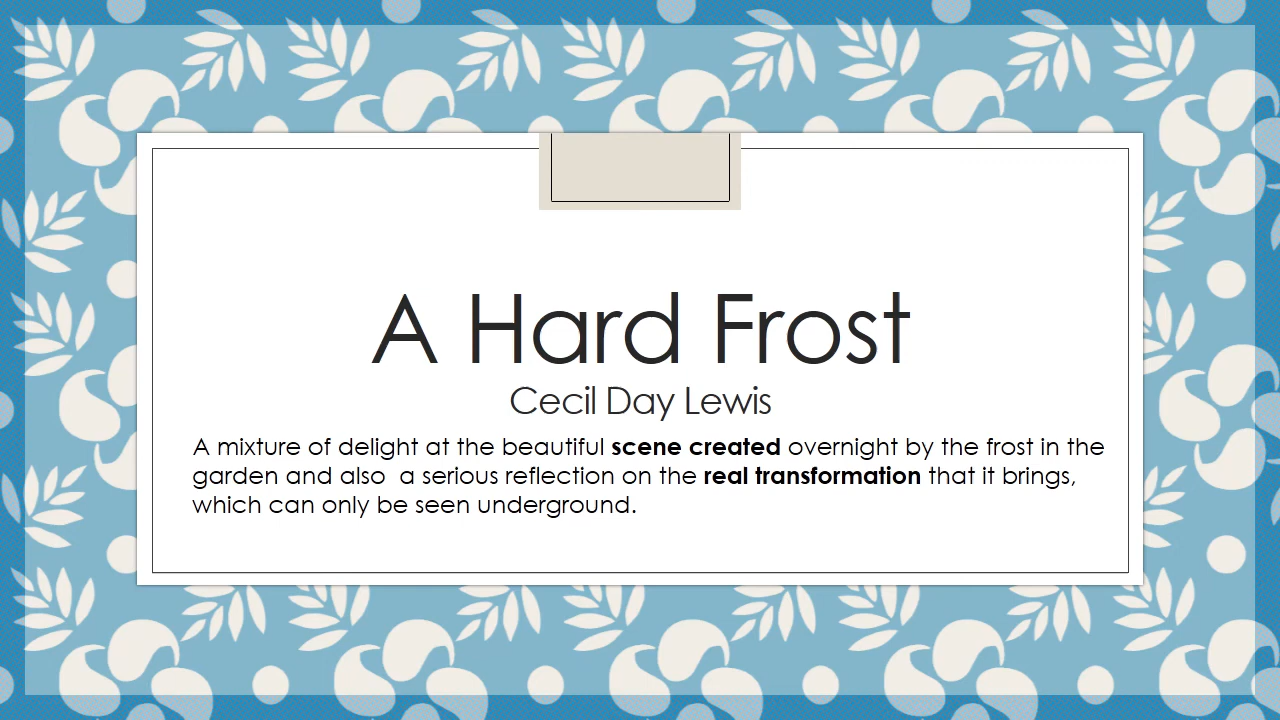 A Hard Frost
Cecil Day Lewis
A mixture of delight at the beautiful scene created overnight by the frost in the
garden and also  a serious reflection on the real transformation that it brings,
which can only be seen underground.